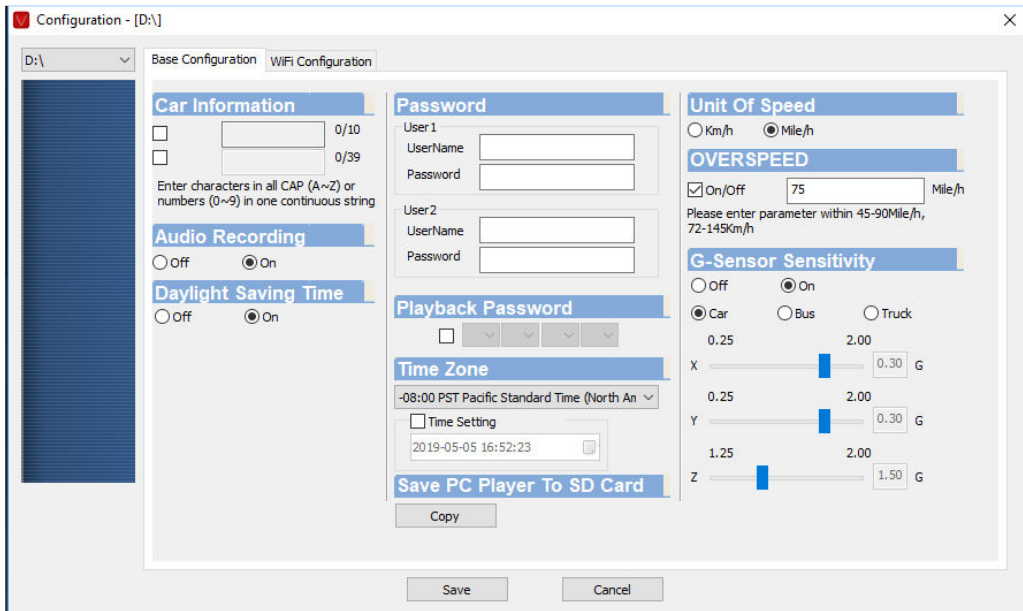 Configuration - [D:\]
D:\
Base Configuration
WiFi Configuration
Car Information
0/10
0/39
Enter characters in all CAP (A~Z) or
numbers (0~9) in one continuous string
Audio Recording
Off On
Daylight Saving Time
Off On
Password
User1
UserName
Password
User2
UserName
Password
Playback Password
Time Zone
-08:00 PST Pacific Standard Time (North An
Time Setting
2019-05-05 16:52:23
Save PC Player To SD Card
Copy
Unit Of Speed
Km/h Mile/h
OVERSPEED
On/Off 75 Mile/h
Please enter parameter within 45-90Mile/h,
72-145Km/h
G-Sensor Sensitivity
Off On
Car Bus Truck
0.25 2.00
X 0.30 G
0.25 2.00
Y 0.30 G
1.25 2.00
Z 1.50 G
Save Cancel